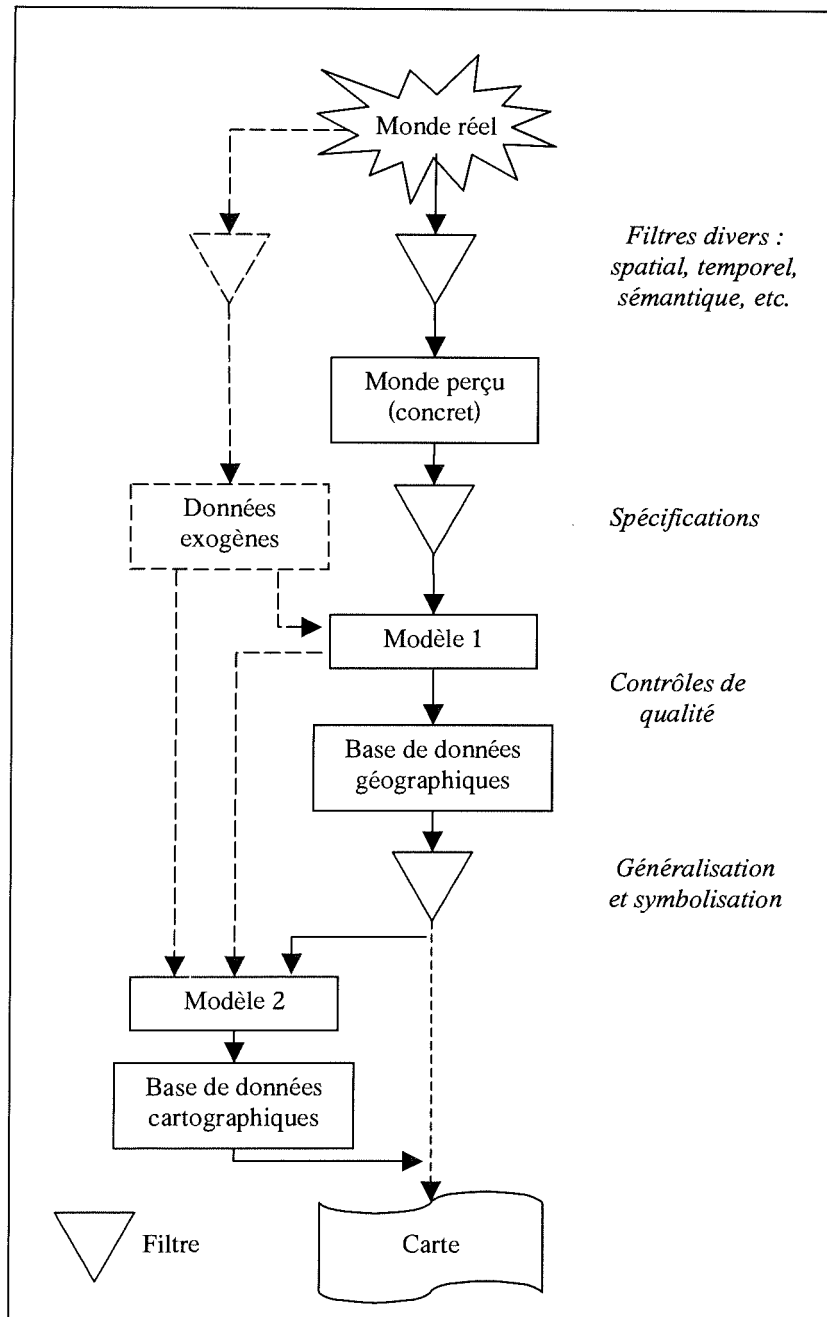 Monde réel
Filtres divers :
spatial, temporel,
sémantique, etc.
Monde perçu
(concret)
Données
exogènes
Spécifications
Modèle 1
Contrôles de
qualité
Base de données
géographiques
Généralisation
et symbolisation
Modèle 2
Base de données
cartographiques
Filtre
Carte